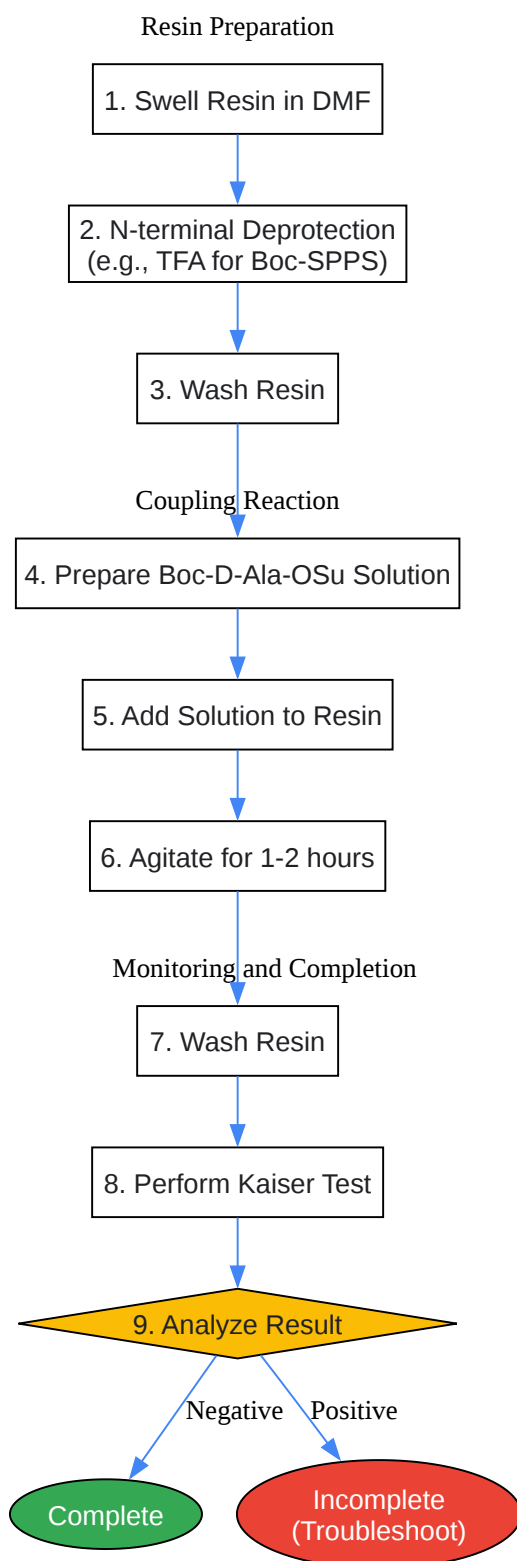 Resin Preparation
1. Swell Resin in DMF
2. N-terminal Deprotection
(e.g., TFA for Boc-SPPS)
3. Wash Resin
Coupling Reaction
4. Prepare Boc-D-Ala-OSu Solution
5. Add Solution to Resin
6. Agitate for 1-2 hours
Monitoring and Completion
7. Wash Resin
8. Perform Kaiser Test
9. Analyze Result
Negative
Positive
Complete
Incomplete
(Troubleshoot)